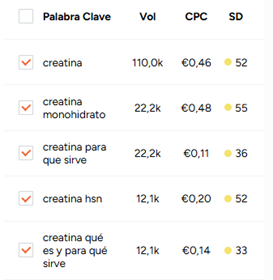 Palabra Clave Vol CPC SD
creatina 110,0k €0,46 52
creatina
monohidrato 22,2k €0,48 55
creatina para
que sirve 22,2k €0,11 36
creatina hsn 12,1k €0,20 52
creatina qué
es y para qué 12,1k €0,14 33
sirve